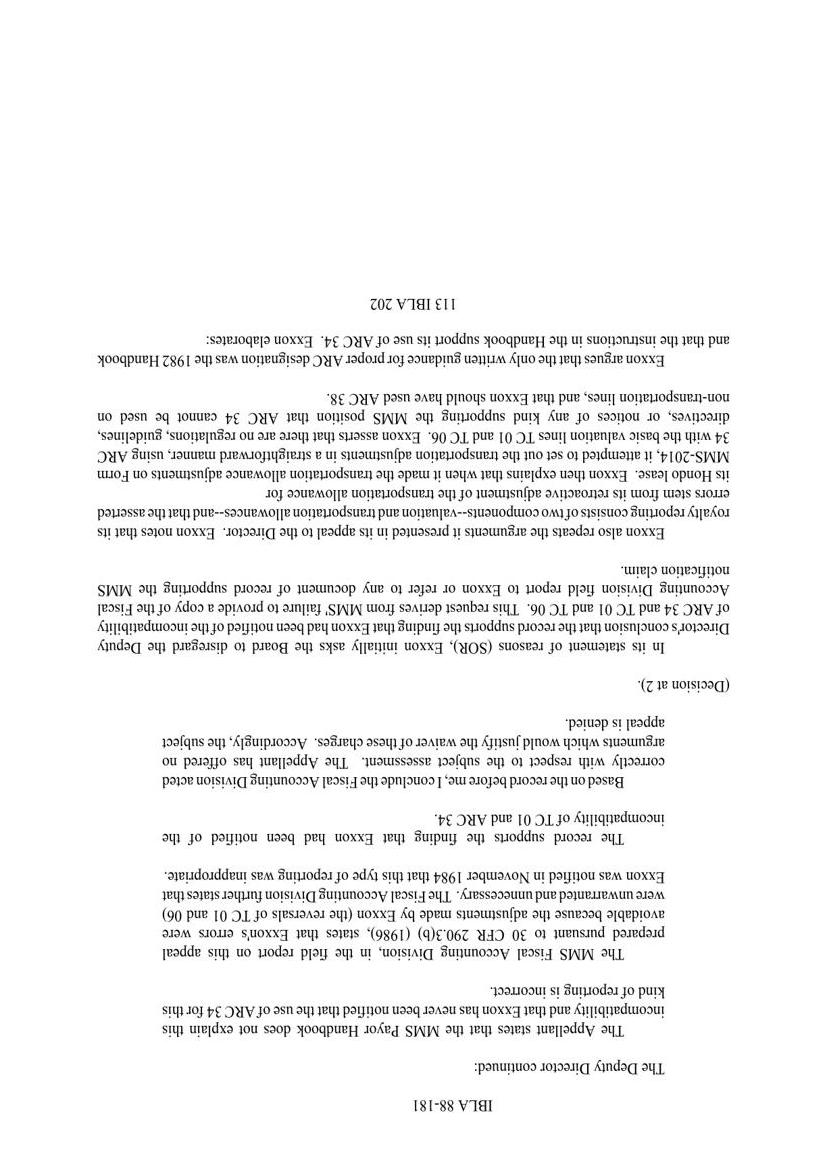 IBLA 88-181
The Deputy Director continued:
The Appellant states that the MMS Payor Handbook does not explain this
incompatibility and that Exxon has never been notified that the use of ARC 34 for this
kind of reporting is incorrect.
The MMS Fiscal Accounting Division, in the field report on this appeal
prepared pursuant to 30 CFR 290.3(b) (1986), states that Exxon's errors were
avoidable because the adjustments made by Exxon (the reversals of TC 01 and 06)
were unwarranted and unnecessary. The Fiscal Accounting Division further states that
Exxon was notified in November 1984 that this type of reporting was inappropriate.
The record supports the finding that Exxon had been notified of the
incompatibility of TC 01 and ARC 34.
Based on the record before me, I conclude the Fiscal Accounting Division acted
correctly with respect to the subject assessment. The Appellant has offered no
arguments which would justify the waiver of these charges. Accordingly, the subject
appeal is denied.
(Decision at 2).
In its statement of reasons (SOR), Exxon initially asks the Board to disregard the Deputy
Director's conclusion that the record supports the finding that Exxon had been notified of the incompatibility
of ARC 34 and TC 01 and TC 06. This request derives from MMS' failure to provide a copy of the Fiscal
Accounting Division field report to Exxon or refer to any document of record supporting the MMS
notification claim.
Exxon also repeats the arguments it presented in its appeal to the Director. Exxon notes that its
royalty reporting consists of two components--valuation and transportation allowances--and that the asserted
errors stem from its retroactive adjustment of the transportation allowance for
its Hondo lease. Exxon then explains that when it made the transportation allowance adjustments on Form
MMS-2014, it attempted to set out the transportation adjustments in a straightforward manner, using ARC
34 with the basic valuation lines TC 01 and TC 06. Exxon asserts that there are no regulations, guidelines,
directives, or notices of any kind supporting the MMS position that ARC 34 cannot be used on
non-transportation lines, and that Exxon should have used ARC 38.
Exxon argues that the only written guidance for proper ARC designation was the 1982 Handbook
and that the instructions in the Handbook support its use of ARC 34. Exxon elaborates:
113 IBLA 202